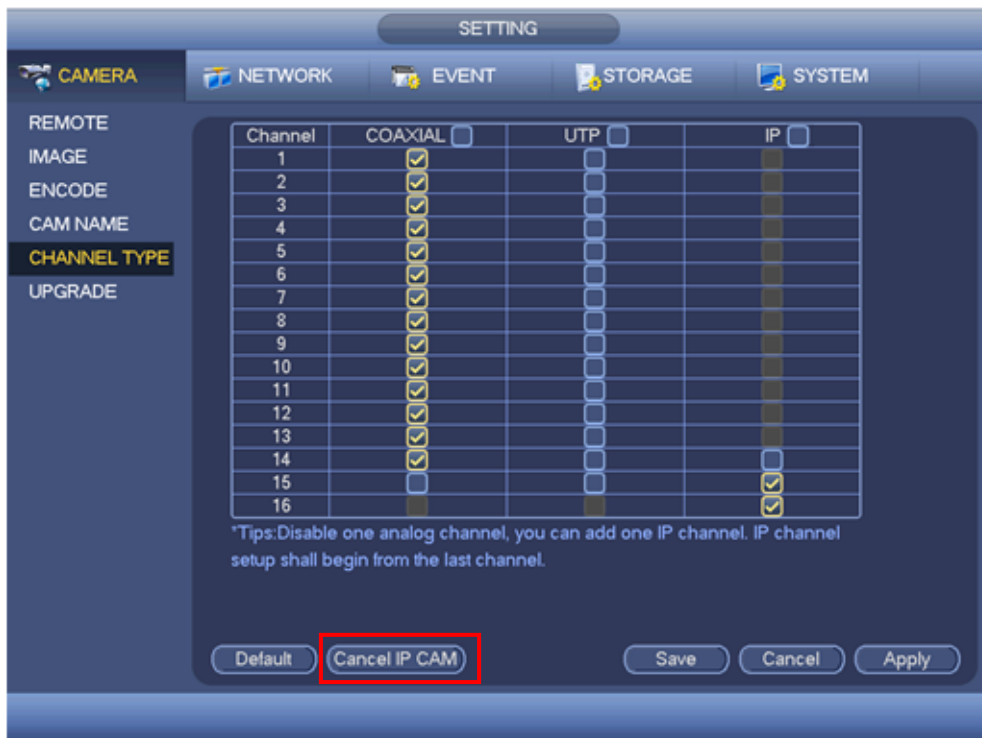 SETTING
CAMERA NETWORK EVENT STORAGE SYSTEM
REMOTE
IMAGE
ENCODE
CAM NAME
CHANNEL TYPE
UPGRADE
Channel COAXIAL UTP IP
1
2
3
4
5
6
7
8
9
10
11
12
13
14
15
16
*Tips:Disable one analog channel, you can add one IP channel. IP channel
setup shall begin from the last channel.
Default Cancel IP CAM Save Cancel Apply